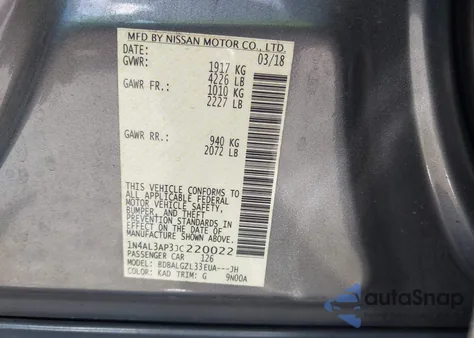 MFD BY NISSAN MOTOR CO., LTD.
DATE: 03/18
GVWR: 1917 KG
4226 LB
GAWR FR.: 1010 KG
2227 LB
GAWR RR.: 940 KG
2072 LB
THIS VEHICLE CONFORMS TO
ALL APPLICABLE FEDERAL
MOTOR VEHICLE SAFETY,
BUMPER, AND THEFT
PREVENTION STANDARDS
IN EFFECT ON THE DATE OF
MANUFACTURE SHOWN ABOVE.
1N4AL3AP3JC220022
PASSENGER CAR 126
MODEL: BDBALGZL33EUA---JH
COLOR: KAD TRIM: G 9N00A
autoSnap